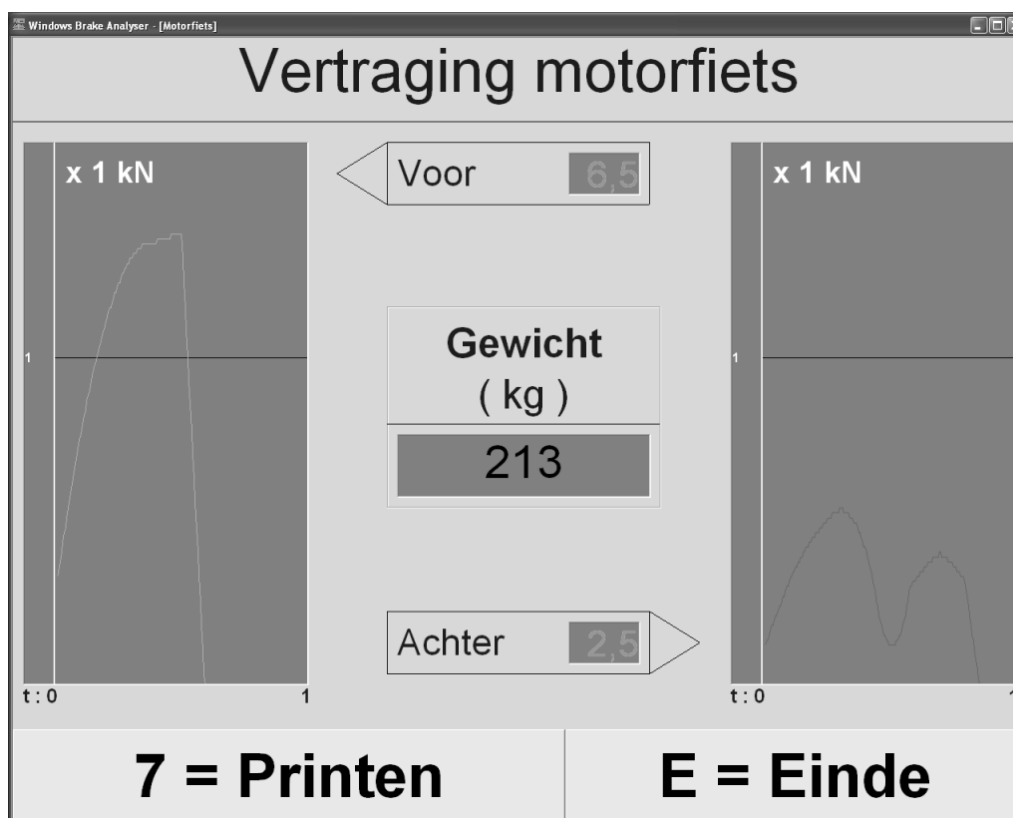 Windows Brake Analyser - [Motorfiets]
Vertraging motorfiets
x 1 kN
Voor 6,5
x 1 kN
1
Gewicht
( kg )
213
1
Achter 2,5
t : 0 1
t : 0 1
7 = Printen
E = Einde